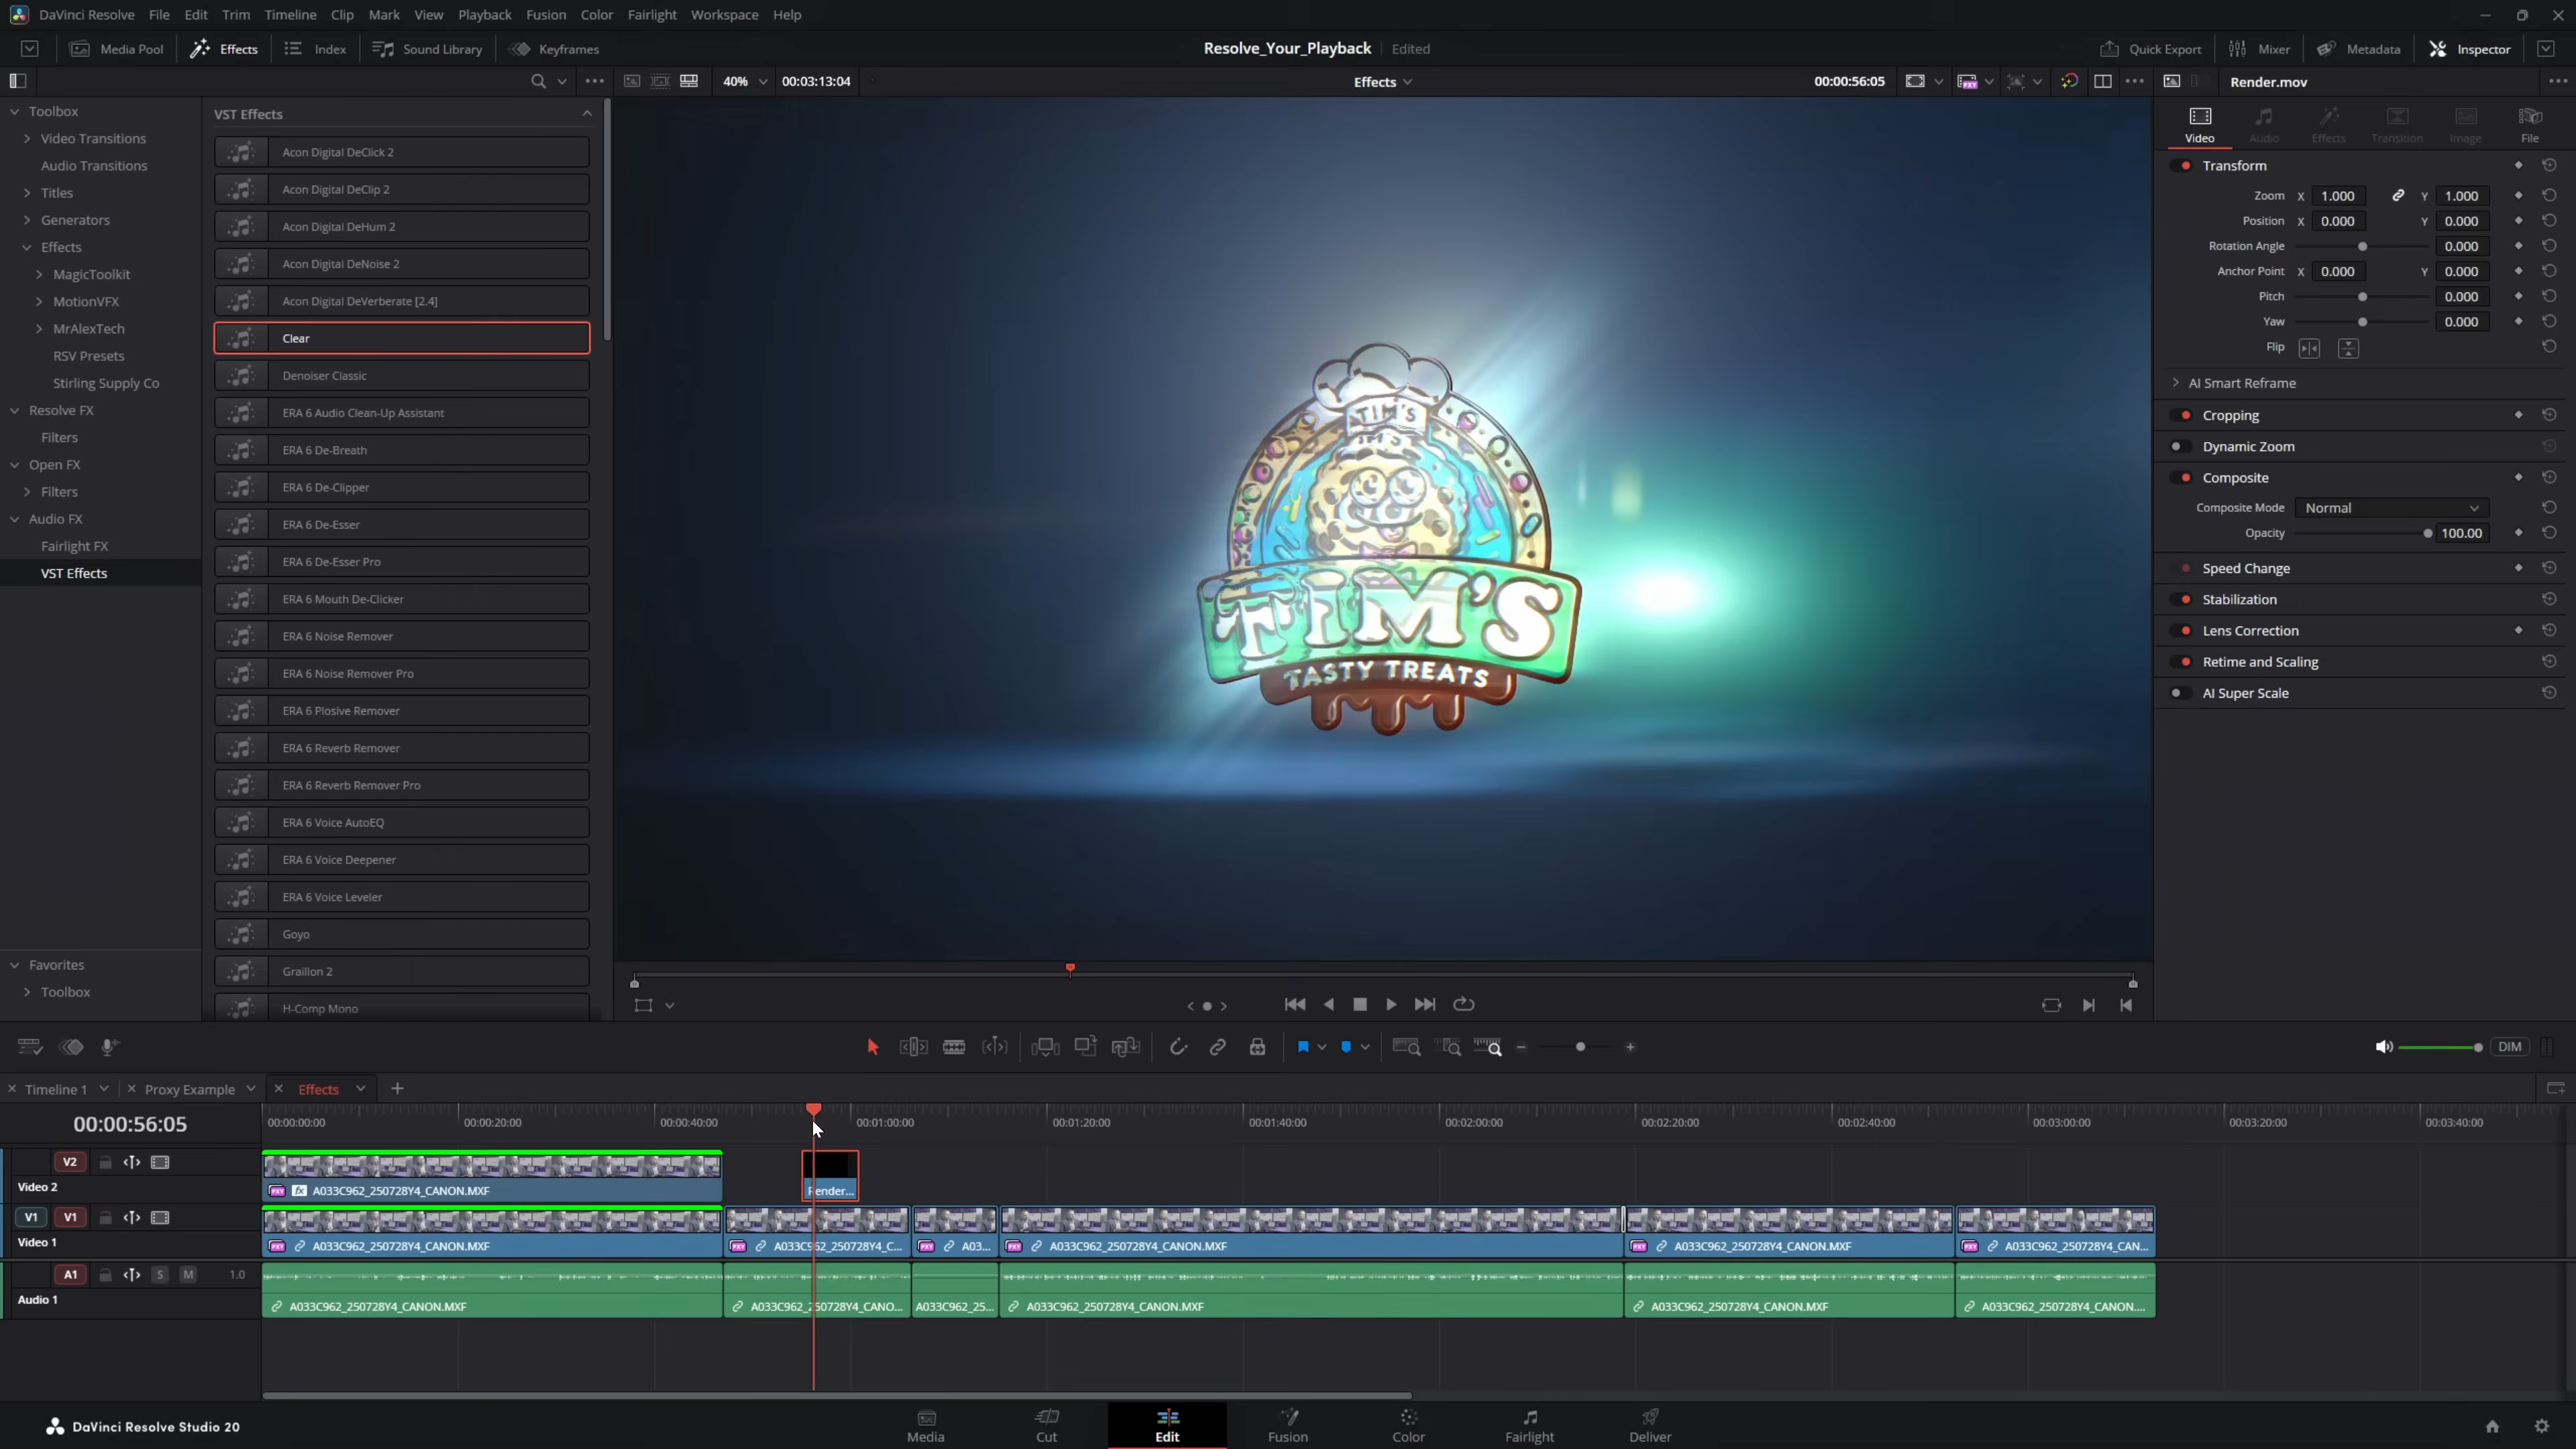 DaVinci Resolve File Edit Trim Timeline Clip Mark View Playback Fusion Color Fairlight Workspace Help
Media Pool Effects Index Sound Library Keyframes Resolve_Your_Playback Edited Quick Export Mixer Metadata Inspector
40% 00:03:13:04 Effects 00:00:56:05 Render.mov
Toolbox
Video Transitions
Audio Transitions
Titles
Generators
Effects
MagicToolkit
MotionVFX
MrAlexTech
RSV Presets
Stirling Supply Co
Resolve FX
Filters
Open FX
Filters
Audio FX
Fairlight FX
VST Effects
Favorites
Toolbox
VST Effects
Acon Digital DeClick 2
Acon Digital DeClip 2
Acon Digital DeHum 2
Acon Digital DeNoise 2
Acon Digital DeVerberate [2.4]
Clear
Denoiser Classic
ERA 6 Audio Clean-Up Assistant
ERA 6 De-Breath
ERA 6 De-Clipper
ERA 6 De-Esser
ERA 6 De-Esser Pro
ERA 6 Mouth De-Clicker
ERA 6 Noise Remover
ERA 6 Noise Remover Pro
ERA 6 Plosive Remover
ERA 6 Reverb Remover
ERA 6 Reverb Remover Pro
ERA 6 Voice AutoEQ
ERA 6 Voice Deepener
ERA 6 Voice Leveler
Goyo
Graillon 2
H-Comp Mono
TIM'S
TIM'S
TIM'S
TASTY TREATS
Video Audio Effects Transition Image File
Transform
Zoom X 1.000 Y 1.000
Position X 0.000 Y 0.000
Rotation Angle 0.000
Anchor Point X 0.000 Y 0.000
Pitch 0.000
Yaw 0.000
Flip
AI Smart Reframe
Cropping
Dynamic Zoom
Composite
Composite Mode Normal
Opacity 100.00
Speed Change
Stabilization
Lens Correction
Retime and Scaling
AI Super Scale
DIM
Timeline 1 Proxy Example Effects
00:00:56:05 00:00:00:00 00:00:20:00 00:00:40:00 00:01:00:00 00:01:20:00 00:01:40:00 00:02:00:00 00:02:20:00 00:02:40:00 00:03:00:00 00:03:20:00 00:03:40:00
V2
Video 2 PXY fx A033C962_250728Y4_CANON.MXF Render...
V1 V1
Video 1 PXY A033C962_250728Y4_CANON.MXF PXY A033C962_250728Y4_C... PXY A03... PXY A033C962_250728Y4_CANON.MXF PXY A033C962_250728Y4_CANON.MXF PXY A033C962_250728Y4_CAN...
A1 S M 1.0
Audio 1 A033C962_250728Y4_CANON.MXF A033C962_250728Y4_CANO... A033C962_25... A033C962_250728Y4_CANON.MXF A033C962_250728Y4_CANON.MXF A033C962_250728Y4_CANON....
DaVinci Resolve Studio 20 Media Cut Edit Fusion Color Fairlight Deliver